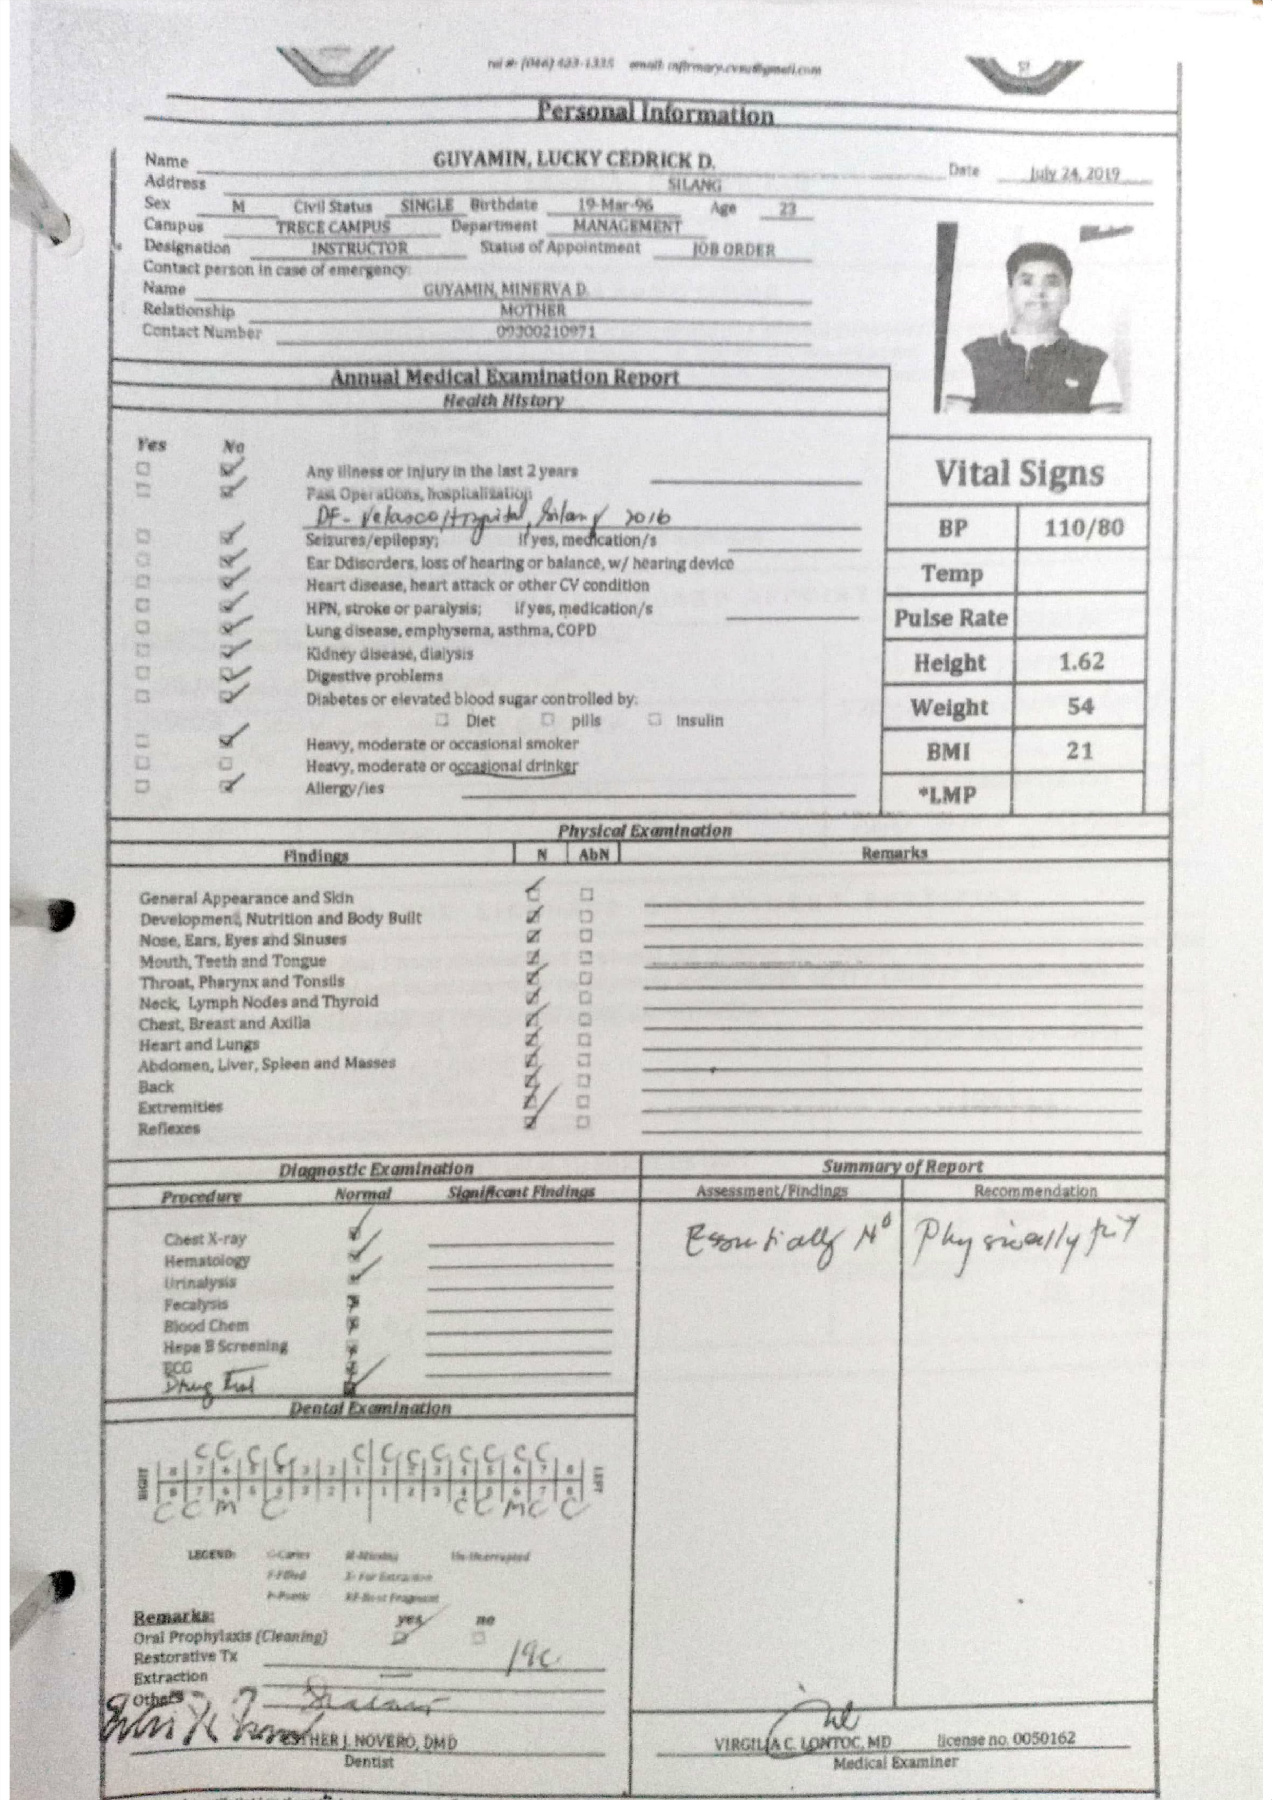 tel #: (046) 483-1335 email: infirmary.cvsu@gmail.com
Personal Information
Name GUYAMIN, LUCKY CEDRICK D. Date July 24, 2019
Address SILANG
Sex M Civil Status SINGLE Birthdate 19-Mar-96 Age 23
Campus TRECE CAMPUS Department MANAGEMENT
Designation INSTRUCTOR Status of Appointment JOB ORDER
Contact person in case of emergency:
Name GUYAMIN, MINERVA D.
Relationship MOTHER
Contact Number 09300210971
Annual Medical Examination Report
Health History
Yes No
Any illness or injury in the last 2 years
Past Operations, hospitalization
DF - Velasco Hospital, Silang 2016
Seizures/epilepsy; if yes, medication/s
Ear Ddisorders, loss of hearing or balance, w/ hearing device
Heart disease, heart attack or other CV condition
HPN, stroke or paralysis; if yes, medication/s
Lung disease, emphysema, asthma, COPD
Kidney disease, dialysis
Digestive problems
Diabetes or elevated blood sugar controlled by:
Diet pills insulin
Heavy, moderate or occasional smoker
Heavy, moderate or occasional drinker
Allergy/ies
Vital Signs
BP 110/80
Temp
Pulse Rate
Height 1.62
Weight 54
BMI 21
*LMP
Physical Examination
Findings N AbN Remarks
General Appearance and Skin
Development, Nutrition and Body Built
Nose, Ears, Eyes and Sinuses
Mouth, Teeth and Tongue
Throat, Pharynx and Tonsils
Neck, Lymph Nodes and Thyroid
Chest, Breast and Axilla
Heart and Lungs
Abdomen, Liver, Spleen and Masses
Back
Extremities
Reflexes
Diagnostic Examination
Procedure Normal Significant Findings
Chest X-ray
Hematology
Urinalysis
Fecalysis
Blood Chem
Hepa B Screening
ECG
Drug Test
Summary of Report
Assessment/Findings Recommendation
Essentially N Physically fit
Dental Examination
C C C C C C C C C C C C
RIGHT 8 7 6 5 4 3 2 1 1 2 3 4 5 6 7 8 LEFT
8 7 6 5 4 3 2 1 1 2 3 4 5 6 7 8
C C M C C C M C C
LEGEND: C-Caries M-Missing Un-Unerrupted
F-Filled X- For Extraction
P-Pontic RF-Root Fragment
Remarks: yes no
Oral Prophylaxis (Cleaning)
Restorative Tx
Extraction
Others
ESTHER J. NOVERO, DMD
Dentist
VIRGILIA C. LONTOC, MD license no. 0050162
Medical Examiner